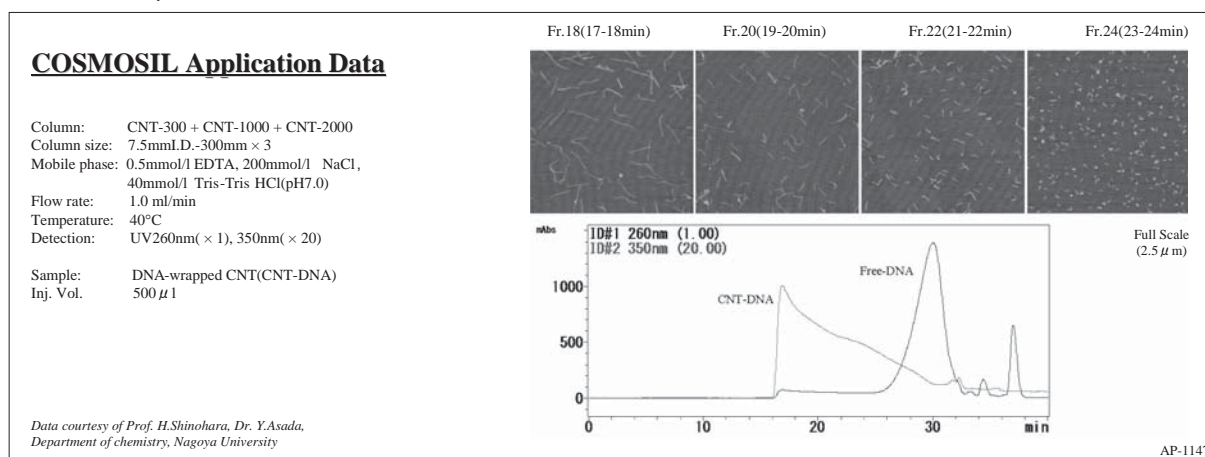 COSMOSIL Application Data
Column: CNT-300 + CNT-1000 + CNT-2000
Column size: 7.5mmI.D.-300mm × 3
Mobile phase: 0.5mmol/l EDTA, 200mmol/l NaCl,
40mmol/l Tris-Tris HCl(pH7.0)
Flow rate: 1.0 ml/min
Temperature: 40°C
Detection: UV260nm( × 1), 350nm( × 20)
Sample: DNA-wrapped CNT(CNT-DNA)
Inj. Vol. 500 μ l
Data courtesy of Prof. H.Shinohara, Dr. Y.Asada,
Department of chemistry, Nagoya University
Fr.18(17-18min) Fr.20(19-20min) Fr.22(21-22min) Fr.24(23-24min)
mAbs
ID#1 260nm (1.00)
ID#2 350nm (20.00)
Full Scale
(2.5 μ m)
Free-DNA
CNT-DNA
1000
500
0
0 10 20 30 min
AP-1147